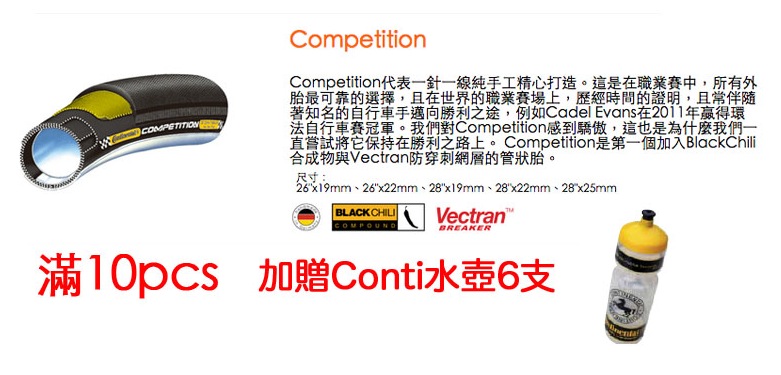 Competition
Competition代表一針一線純手工精心打造。這是在職業賽中，所有外
胎最可靠的選擇，且在世界的職業賽場上，歷經時間的證明，且常伴隨
著知名的自行車手邁向勝利之途，例如Cadel Evans在2011年贏得環
法自行車賽冠軍。我們對Competition感到驕傲，這也是為什麼我們一
直嘗試將它保持在勝利之路上。 Competition是第一個加入BlackChili
合成物與Vectran防穿刺網層的管狀胎。
尺寸：
26"x19mm、26"x22mm、28"x19mm、28"x22mm、28"x25mm
Continental
COMPETITION
BLACK CHILI
COMPOUND
Vectran™
BREAKER
滿10pcs 加贈Conti水壺6支